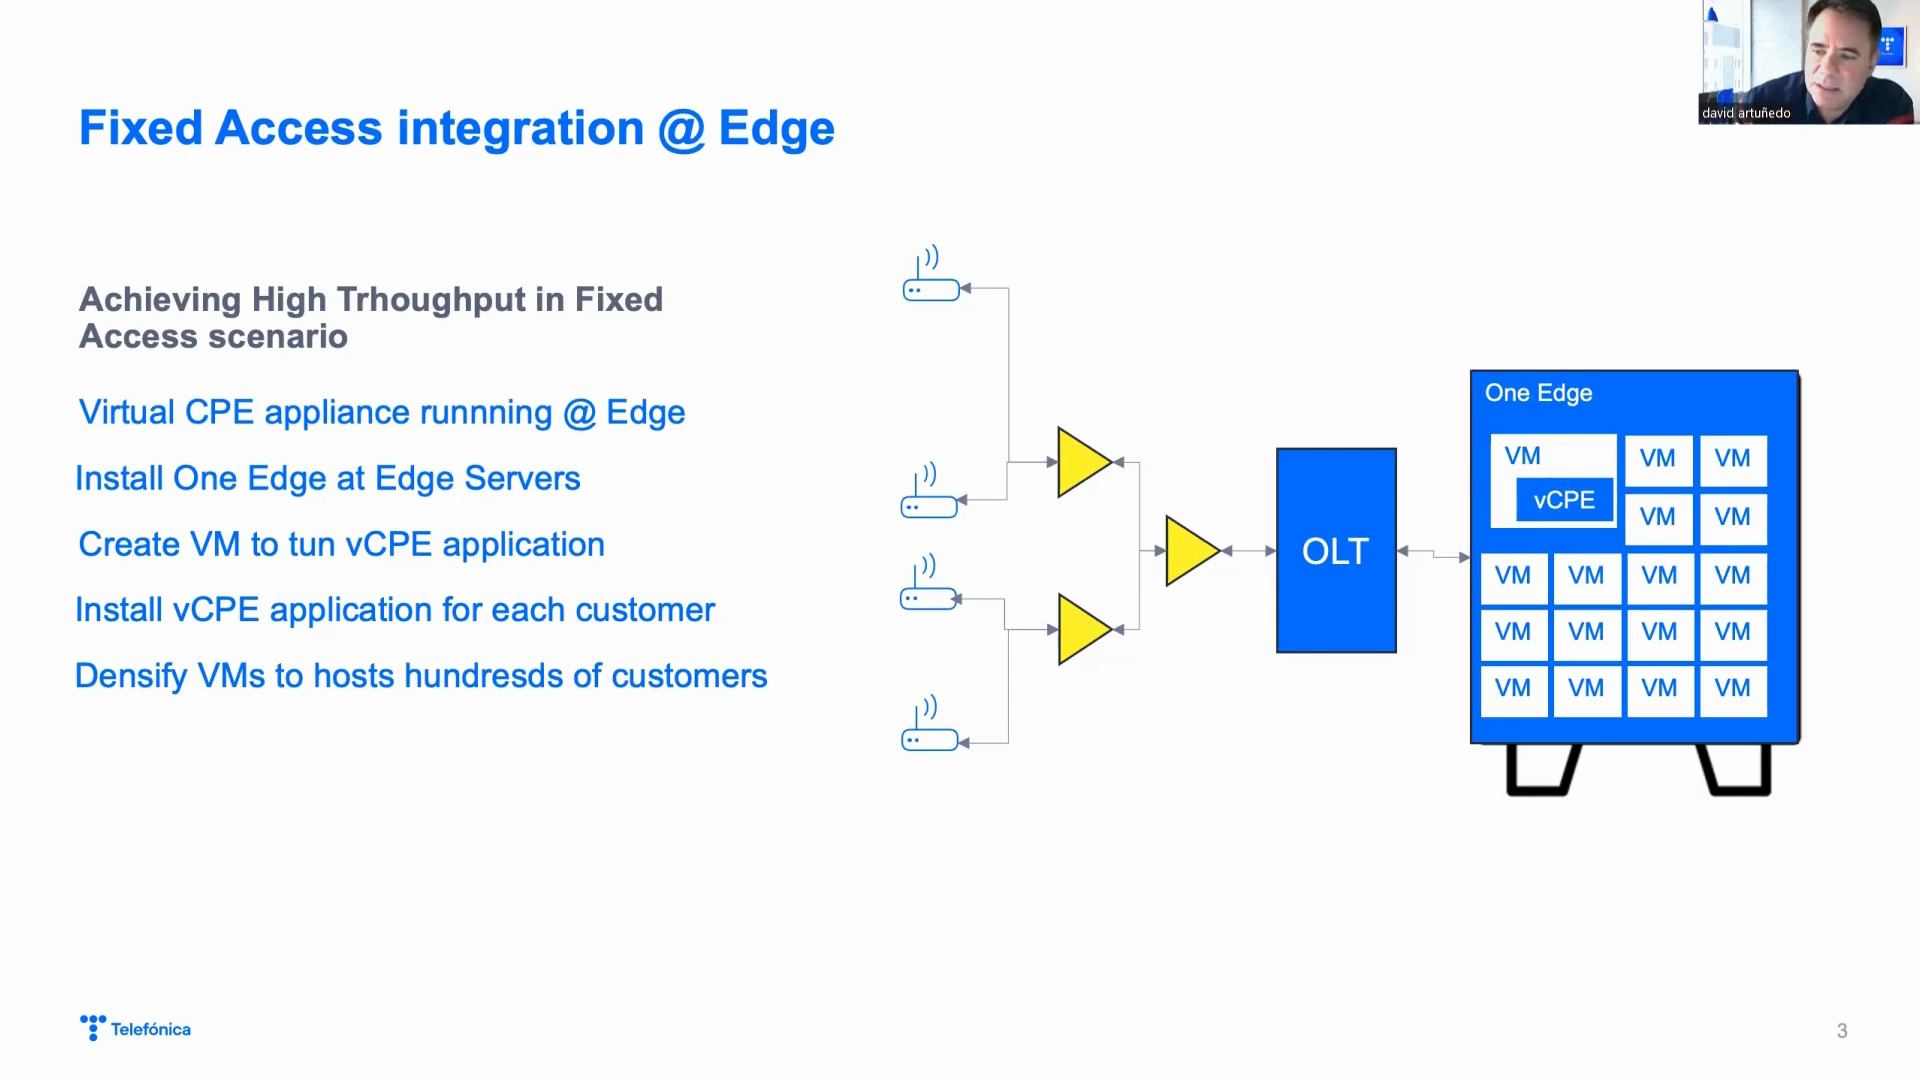 david artuñedo
Fixed Access integration @ Edge
Achieving High Trhoughput in Fixed
Access scenario
Virtual CPE appliance runnning @ Edge
Install One Edge at Edge Servers
Create VM to tun vCPE application
Install vCPE application for each customer
Densify VMs to hosts hundresds of customers
OLT
One Edge
VM
vCPE
VM VM
VM VM
VM VM VM VM
VM VM VM VM
VM VM VM VM
Telefónica
3